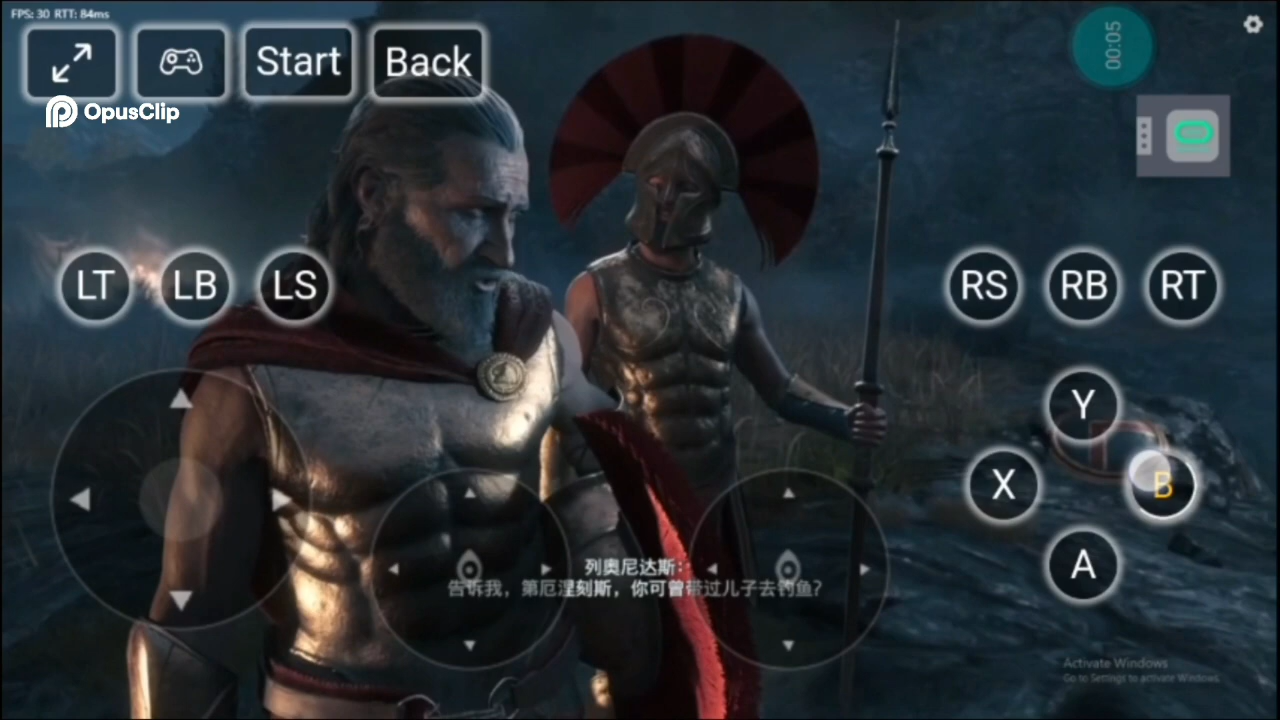 FPS: 30 RTT: 84ms
Start
Back
00:05
OpusClip
LT
LB
LS
RS
RB
RT
Y
X
B
A
列奥尼达斯：
告诉我，第厄涅刻斯，你可曾带过儿子去钓鱼？
Activate Windows
Go to Settings to activate Windows.